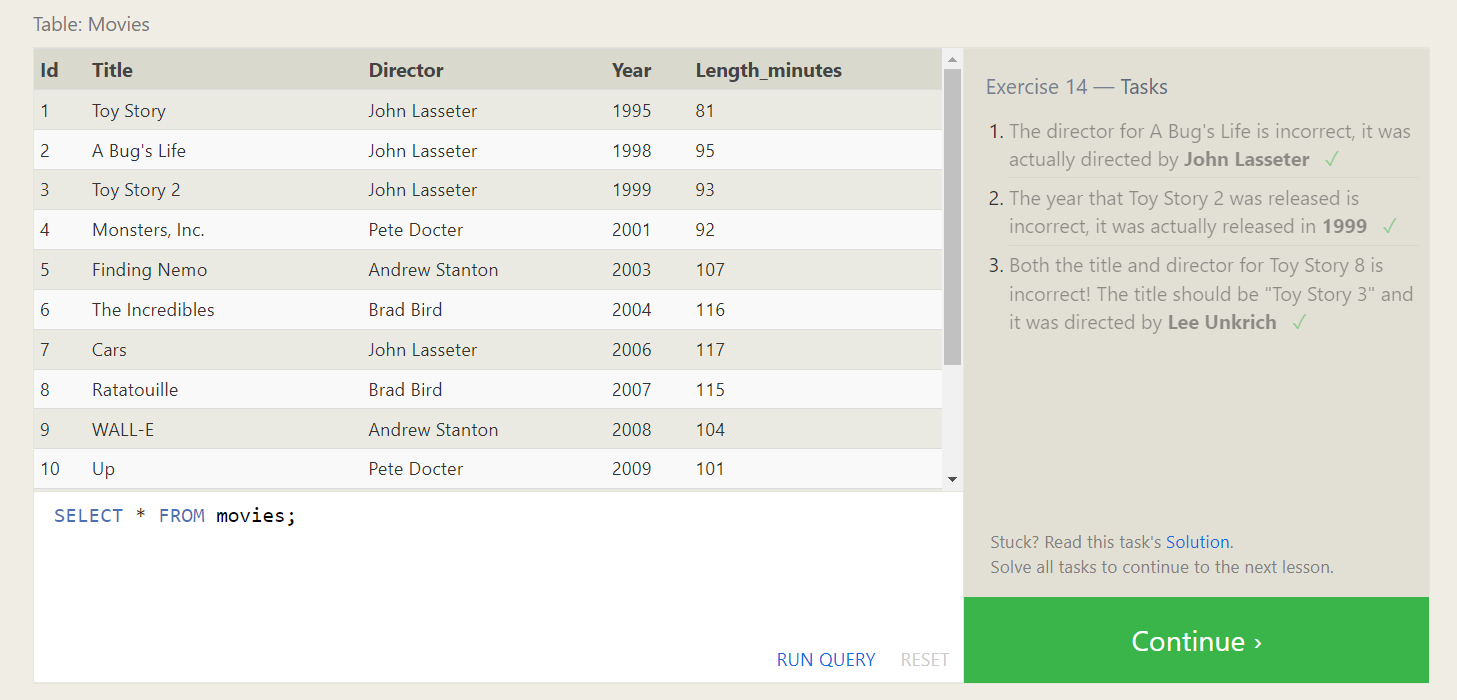 Table: Movies
Id Title Director Year Length_minutes
1 Toy Story John Lasseter 1995 81
2 A Bug's Life John Lasseter 1998 95
3 Toy Story 2 John Lasseter 1999 93
4 Monsters, Inc. Pete Docter 2001 92
5 Finding Nemo Andrew Stanton 2003 107
6 The Incredibles Brad Bird 2004 116
7 Cars John Lasseter 2006 117
8 Ratatouille Brad Bird 2007 115
9 WALL-E Andrew Stanton 2008 104
10 Up Pete Docter 2009 101
SELECT * FROM movies;
RUN QUERY RESET
Exercise 14 — Tasks
1. The director for A Bug's Life is incorrect, it was
actually directed by John Lasseter ✓
2. The year that Toy Story 2 was released is
incorrect, it was actually released in 1999 ✓
3. Both the title and director for Toy Story 8 is
incorrect! The title should be "Toy Story 3" and
it was directed by Lee Unkrich ✓
Stuck? Read this task's Solution.
Solve all tasks to continue to the next lesson.
Continue ›